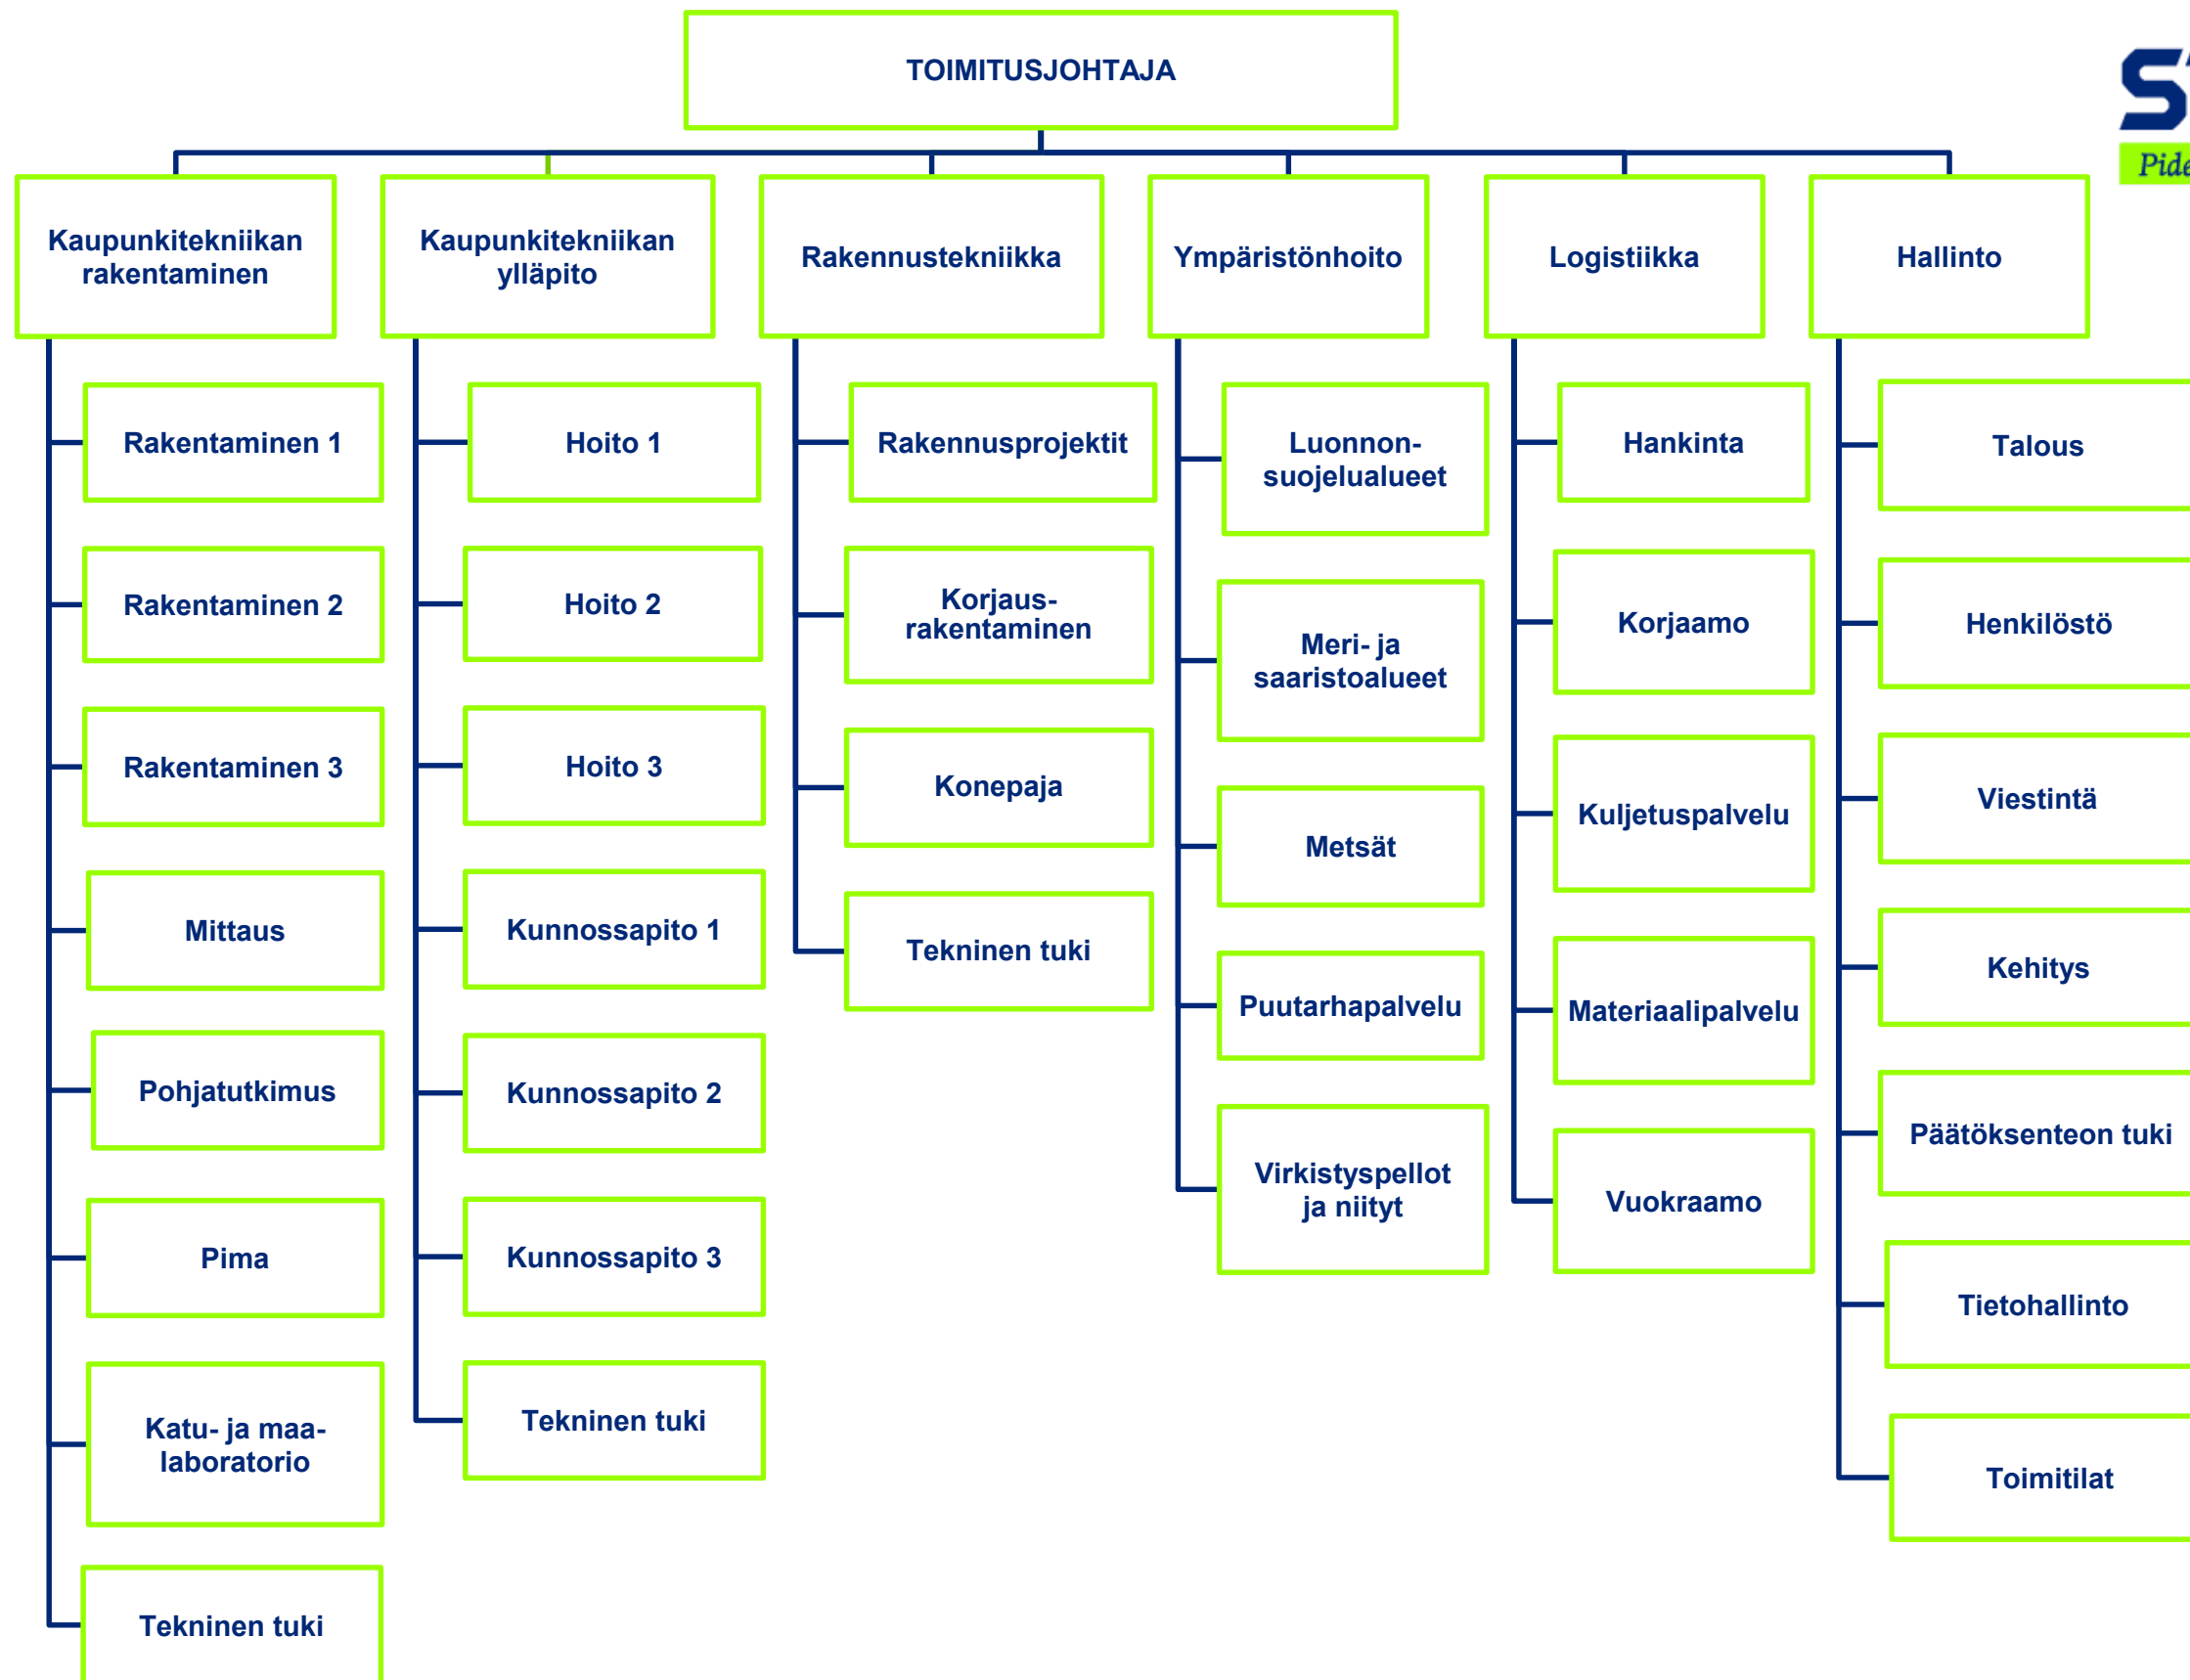 TOIMITUSJOHTAJA
Kaupunkitekniikan
rakentaminen
Rakentaminen 1
Rakentaminen 2
Rakentaminen 3
Mittaus
Pohjatutkimus
Pima
Katu- ja maa-
laboratorio
Tekninen tuki
Kaupunkitekniikan
ylläpito
Hoito 1
Hoito 2
Hoito 3
Kunnossapito 1
Kunnossapito 2
Kunnossapito 3
Tekninen tuki
Rakennustekniikka
Rakennusprojektit
Korjaus-
rakentaminen
Konepaja
Tekninen tuki
Ympäristönhoito
Luonnon-
suojelualueet
Meri- ja
saaristoalueet
Metsät
Puutarhapalvelu
Virkistyspellot
ja niityt
Logistiikka
Hankinta
Korjaamo
Kuljetuspalvelu
Materiaalipalvelu
Vuokraamo
Hallinto
Talous
Henkilöstö
Viestintä
Kehitys
Päätöksenteon tuki
Tietohallinto
Toimitilat